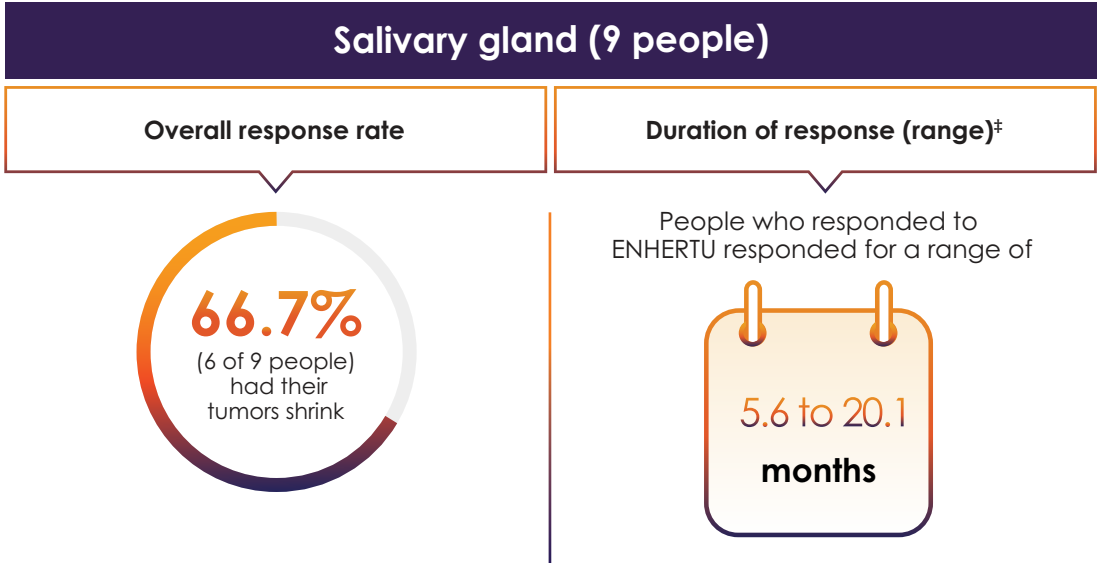 Salivary gland (9 people)
Overall response rate
Duration of response (range)‡
66.7%
(6 of 9 people)
had their
tumors shrink
People who responded to
ENHERTU responded for a range of
5.6 to 20.1
months